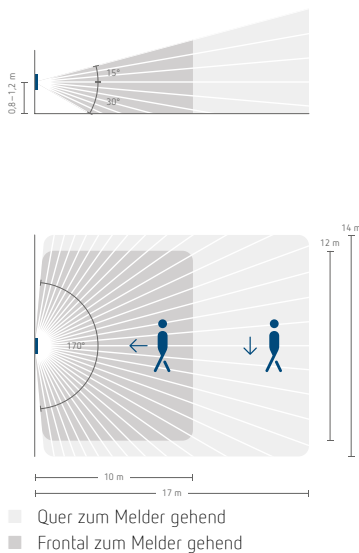 15°
30°
0,8–1,2 m
14 m
12 m
170°
10 m
17 m
Quer zum Melder gehend
Frontal zum Melder gehend